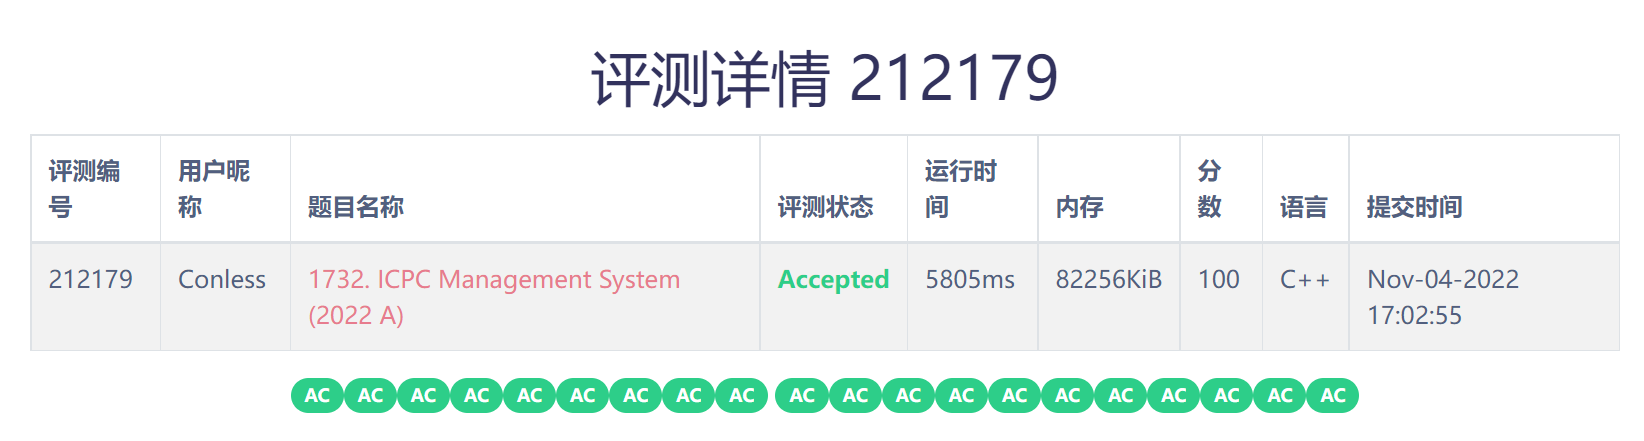 评测详情 212179
评测编号 用户昵称 题目名称 评测状态 运行时间 内存 分数 语言 提交时间
212179 Conless 1732. ICPC Management System (2022 A) Accepted 5805ms 82256KiB 100 C++ Nov-04-2022 17:02:55
AC AC AC AC AC AC AC AC AC AC AC AC AC AC AC AC AC AC AC AC